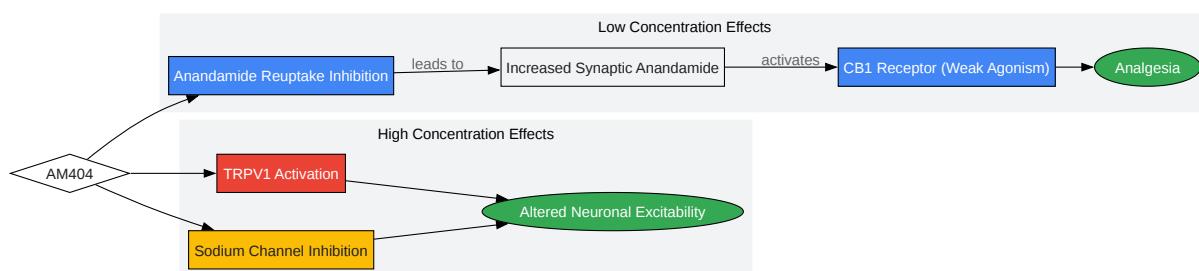 Low Concentration Effects
Anandamide Reuptake Inhibition
leads to
Increased Synaptic Anandamide
activates
CB1 Receptor (Weak Agonism)
Analgesia
High Concentration Effects
AM404
TRPV1 Activation
Altered Neuronal Excitability
Sodium Channel Inhibition